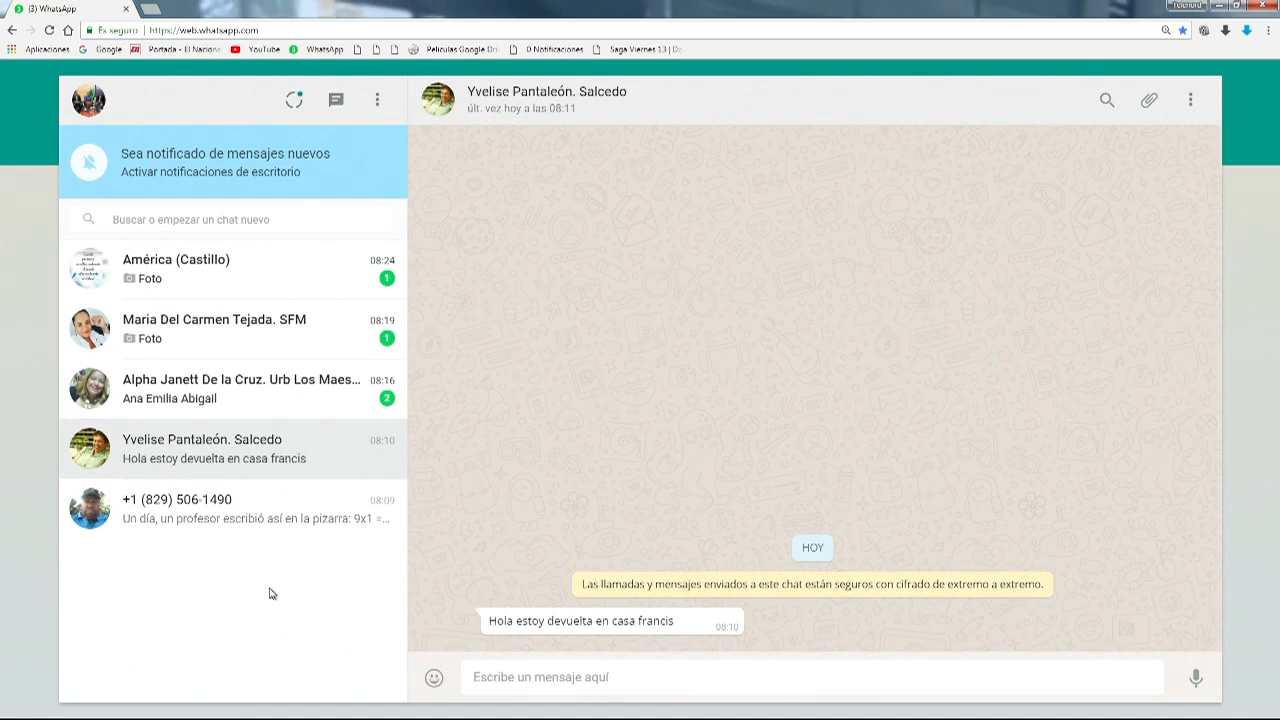 (3) WhatsApp
Telenord
Es seguro | https://web.whatsapp.com
Aplicaciones Google Portada - El Naciona YouTube WhatsApp Peliculas Google Dri 0 Notificaciones Saga Viernes 13 | De
Yvelise Pantaleón. Salcedo
últ. vez hoy a las 08:11
Sea notificado de mensajes nuevos
Activar notificaciones de escritorio
Buscar o empezar un chat nuevo
América (Castillo) 08:24
Foto 1
Maria Del Carmen Tejada. SFM 08:19
Foto 1
Alpha Janett De la Cruz. Urb Los Maes... 08:16
Ana Emilia Abigail 2
Yvelise Pantaleón. Salcedo 08:10
Hola estoy devuelta en casa francis
+1 (829) 506-1490 08:09
Un día, un profesor escribió así en la pizarra: 9x1 =...
HOY
Las llamadas y mensajes enviados a este chat están seguros con cifrado de extremo a extremo.
Hola estoy devuelta en casa francis 08:10
Escribe un mensaje aquí